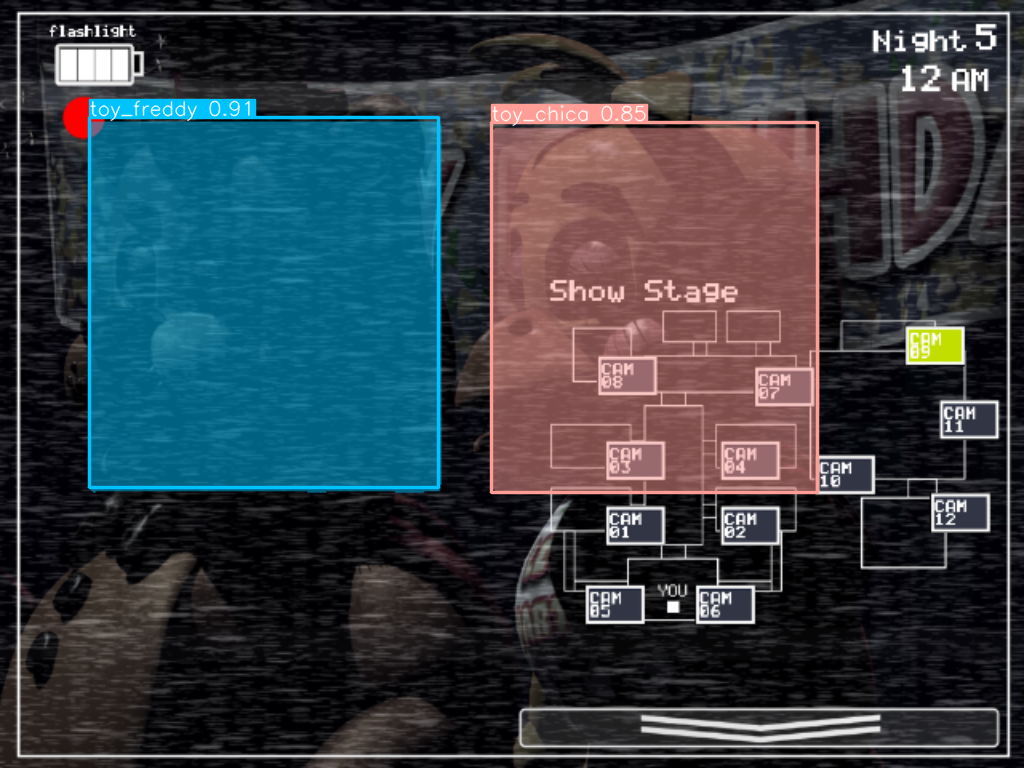 flashlight
Night 5
12 AM
toy_freddy 0.91
toy_chica 0.85
Show Stage
CAM 09
CAM 08
CAM 07
CAM 11
CAM 03
CAM 04
CAM 10
CAM 12
CAM 01
CAM 02
YOU
CAM 05
CAM 06